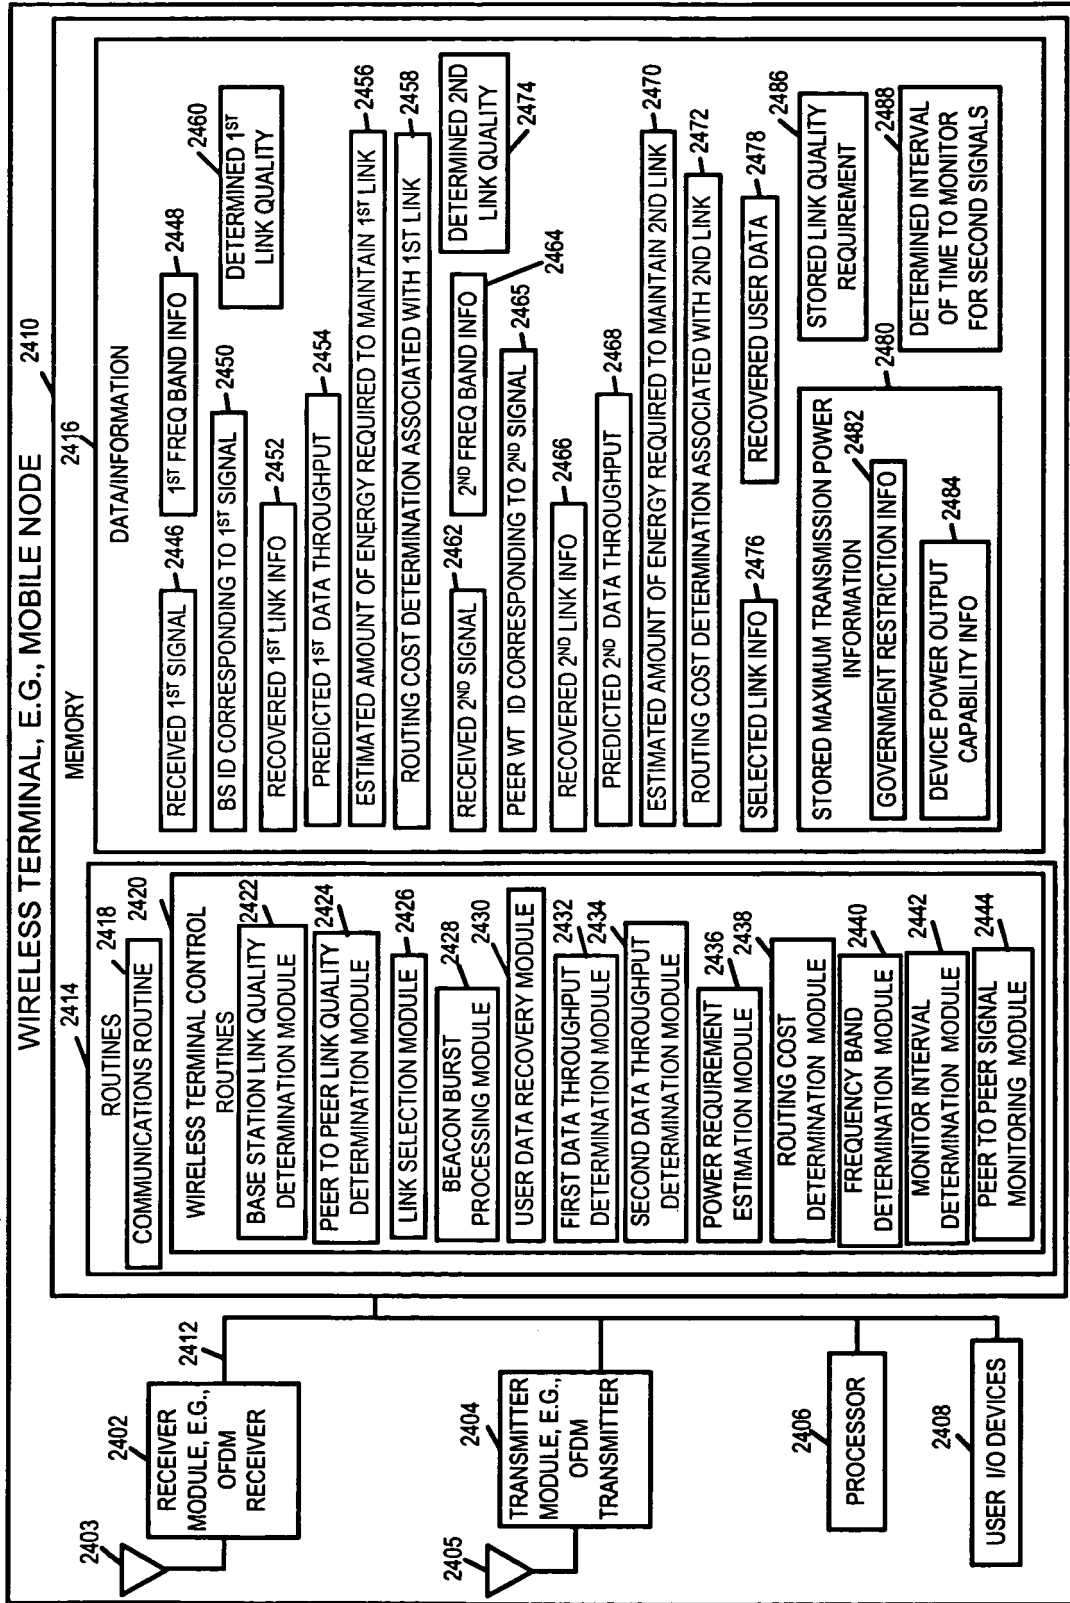 WIRELESS TERMINAL, E.G., MOBILE NODE
2403
2402
RECEIVER
MODULE, E.G.,
OFDM
RECEIVER
2412
2405
2404
TRANSMITTER
MODULE, E.G.,
OFDM
TRANSMITTER
2406
PROCESSOR
2408
USER I/O DEVICES
MEMORY
2410
2414
ROUTINES
2418
COMMUNICATIONS ROUTINE
2420
WIRELESS TERMINAL CONTROL
ROUTINES
2422
BASE STATION LINK QUALITY
DETERMINATION MODULE
2424
PEER TO PEER LINK QUALITY
DETERMINATION MODULE
2426
LINK SELECTION MODULE
2428
BEACON BURST
PROCESSING MODULE
2430
USER DATA RECOVERY MODULE
2432
FIRST DATA THROUGHPUT
DETERMINATION MODULE
2434
SECOND DATA THROUGHPUT
DETERMINATION MODULE
2436
POWER REQUIREMENT
ESTIMATION MODULE
2438
ROUTING COST
DETERMINATION MODULE
2440
FREQUENCY BAND
DETERMINATION MODULE
2442
MONITOR INTERVAL
DETERMINATION MODULE
2444
PEER TO PEER SIGNAL
MONITORING MODULE
2416
DATA/INFORMATION
RECEIVED 1ST SIGNAL
2446
1ST FREQ BAND INFO
2448
BS ID CORRESPONDING TO 1ST SIGNAL
2450
2460
DETERMINED 1ST
LINK QUALITY
RECOVERED 1ST LINK INFO
2452
PREDICTED 1ST DATA THROUGHPUT
2454
ESTIMATED AMOUNT OF ENERGY REQUIRED TO MAINTAIN 1ST LINK
2456
ROUTING COST DETERMINATION ASSOCIATED WITH 1ST LINK
2458
RECEIVED 2ND SIGNAL
2462
2ND FREQ BAND INFO
2464
DETERMINED 2ND
LINK QUALITY
2474
PEER WT ID CORRESPONDING TO 2ND SIGNAL
2465
RECOVERED 2ND LINK INFO
2466
PREDICTED 2ND DATA THROUGHPUT
2468
ESTIMATED AMOUNT OF ENERGY REQUIRED TO MAINTAIN 2ND LINK
2470
ROUTING COST DETERMINATION ASSOCIATED WITH 2ND LINK
2472
SELECTED LINK INFO
2476
RECOVERED USER DATA
2478
2480
STORED MAXIMUM TRANSMISSION POWER
INFORMATION
2482
GOVERNMENT RESTRICTION INFO
2484
DEVICE POWER OUTPUT
CAPABILITY INFO
2486
STORED LINK QUALITY
REQUIREMENT
2488
DETERMINED INTERVAL
OF TIME TO MONITOR
FOR SECOND SIGNALS